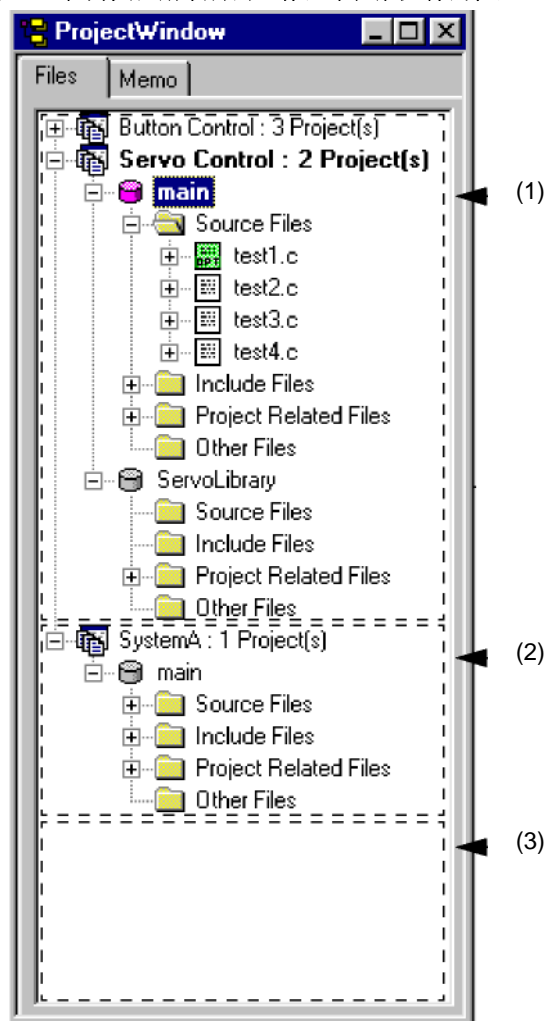 ProjectWindow
Files Memo
Button Control : 3 Project(s)
Servo Control : 2 Project(s)
main
(1)
Source Files
test1.c
test2.c
test3.c
test4.c
Include Files
Project Related Files
Other Files
ServoLibrary
Source Files
Include Files
Project Related Files
Other Files
SystemA : 1 Project(s)
(2)
main
Source Files
Include Files
Project Related Files
Other Files
(3)